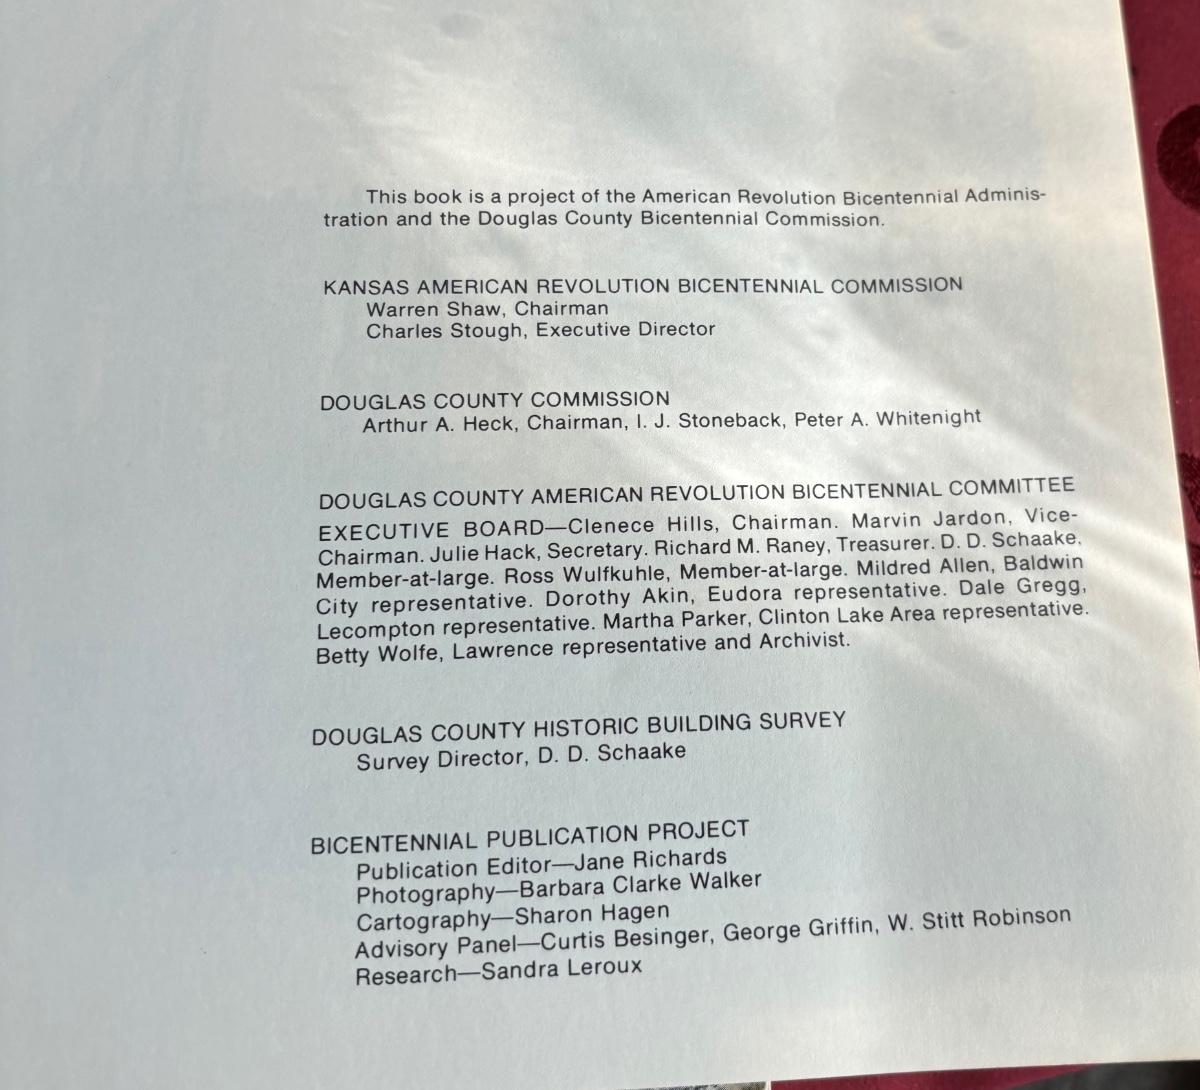 This book is a project of the American Revolution Bicentennial Adminis-
tration and the Douglas County Bicentennial Commission.
KANSAS AMERICAN REVOLUTION BICENTENNIAL COMMISSION
Warren Shaw, Chairman
Charles Stough, Executive Director
DOUGLAS COUNTY COMMISSION
Arthur A. Heck, Chairman, I. J. Stoneback, Peter A. Whitenight
DOUGLAS COUNTY AMERICAN REVOLUTION BICENTENNIAL COMMITTEE
EXECUTIVE BOARD—Clenece Hills, Chairman. Marvin Jardon, Vice-
Chairman. Julie Hack, Secretary. Richard M. Raney, Treasurer. D. D. Schaake,
Member-at-large. Ross Wulfkuhle, Member-at-large. Mildred Allen, Baldwin
City representative. Dorothy Akin, Eudora representative. Dale Gregg,
Lecompton representative. Martha Parker, Clinton Lake Area representative.
Betty Wolfe, Lawrence representative and Archivist.
DOUGLAS COUNTY HISTORIC BUILDING SURVEY
Survey Director, D. D. Schaake
BICENTENNIAL PUBLICATION PROJECT
Publication Editor—Jane Richards
Photography—Barbara Clarke Walker
Cartography—Sharon Hagen
Advisory Panel—Curtis Besinger, George Griffin, W. Stitt Robinson
Research—Sandra Leroux